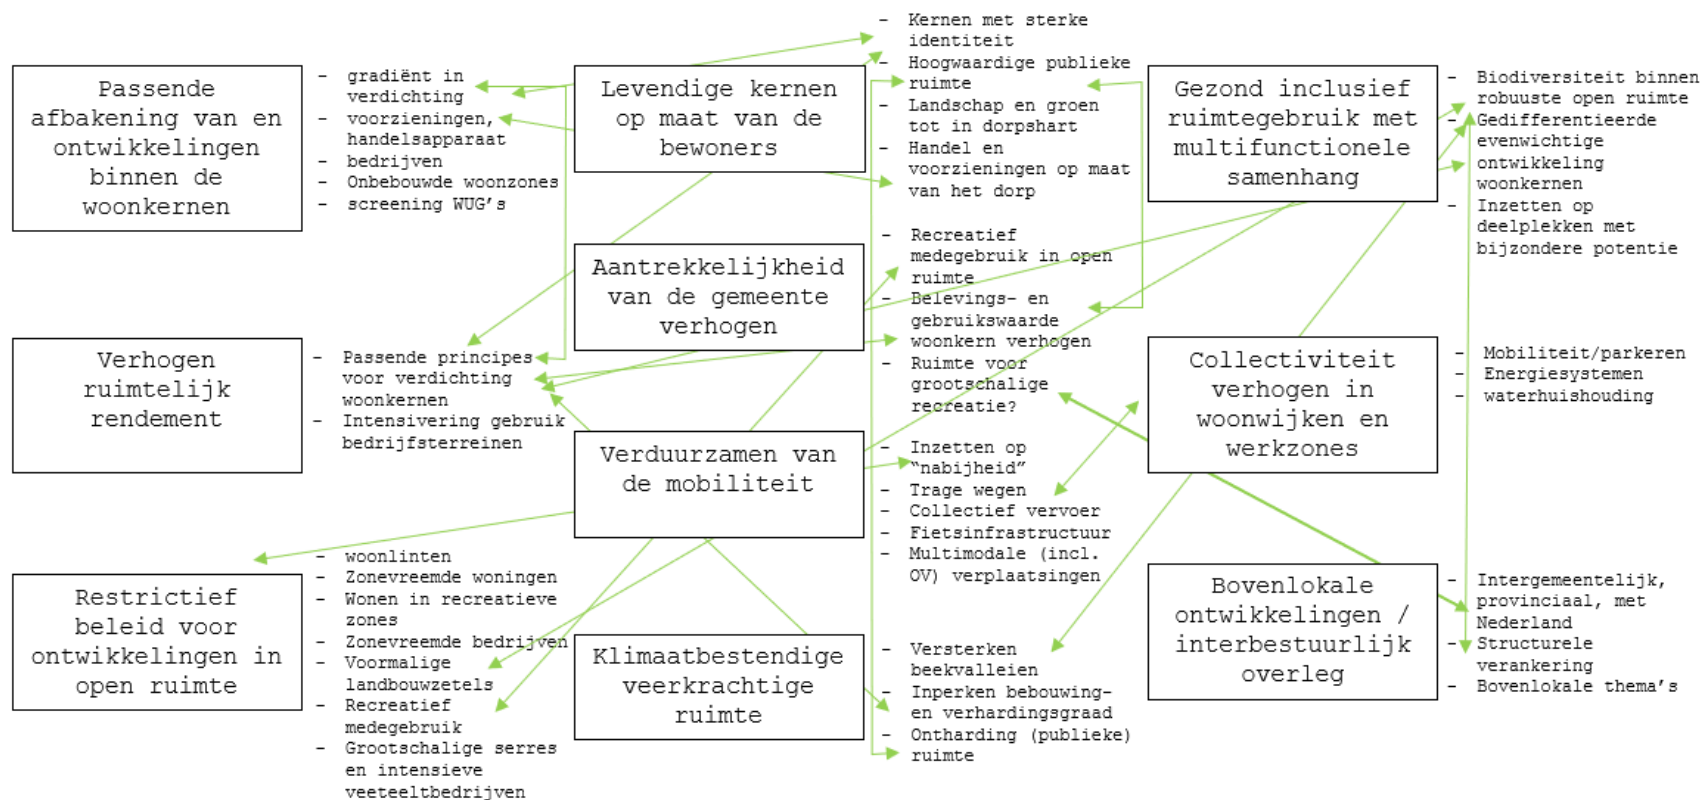 Passende
afbakening van en
ontwikkelingen
binnen de
woonkernen
- gradiënt in
verdichting
- voorzieningen,
handelsapparaat
- bedrijven
- Onbebouwde woonzones
- screening WUG’s
Verhogen
ruimtelijk
rendement
- Passende principes
voor verdichting
woonkernen
- Intensivering gebruik
bedrijfsterreinen
Restrictief
beleid voor
ontwikkelingen in
open ruimte
- woonlinten
- Zonevreemde woningen
- Wonen in recreatieve
zones
- Zonevreemde bedrijven
- Voormalige
landbouwzetels
- Recreatief
medegebruik
- Grootschalige serres
en intensieve
veeteeltbedrijven
Levendige kernen
op maat van de
bewoners
- Kernen met sterke
identiteit
- Hoogwaardige publieke
ruimte
- Landschap en groen
tot in dorpshart
- Handel en
voorzieningen op maat
van het dorp
Aantrekkelijkheid
van de gemeente
verhogen
- Recreatief
medegebruik in open
ruimte
- Belevings- en
gebruikswaarde
woonkern verhogen
- Ruimte voor
grootschalige
recreatie?
Verduurzamen van
de mobiliteit
- Inzetten op
“nabijheid”
- Trage wegen
- Collectief vervoer
- Fietsinfrastructuur
- Multimodale (incl.
OV) verplaatsingen
Klimaatbestendige
veerkrachtige
ruimte
- Versterken
beekvalleien
- Inperken bebouwing-
en verhardingsgraad
- Ontharding (publieke)
ruimte
Gezond inclusief
ruimtegebruik met
multifunctionele
samenhang
- Biodiversiteit binnen
robuuste open ruimte
- Gedifferentieerde
evenwichtige
ontwikkeling
woonkernen
- Inzetten op
deelplekken met
bijzondere potentie
Collectiviteit
verhogen in
woonwijken en
werkzones
- Mobiliteit/parkeren
- Energiesystemen
- waterhuishouding
Bovenlokale
ontwikkelingen /
interbestuurlijk
overleg
- Intergemeentelijk,
provinciaal, met
Nederland
- Structurele
verankering
- Bovenlokale thema’s